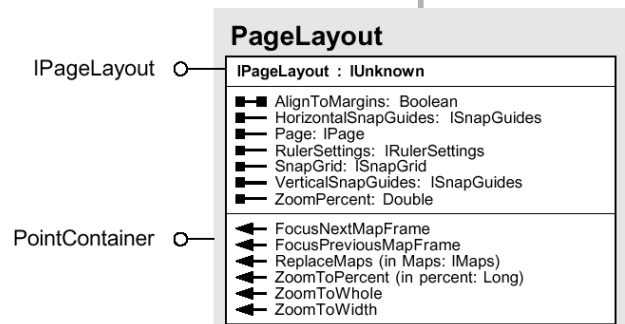 PageLayout
IPageLayout
IPageLayout : IUnknown
AlignToMargins: Boolean
HorizontalSnapGuides: ISnapGuides
Page: IPage
RulerSettings: IRulerSettings
SnapGrid: ISnapGrid
VerticalSnapGuides: ISnapGuides
ZoomPercent: Double
PointContainer
FocusNextMapFrame
FocusPreviousMapFrame
ReplaceMaps (in Maps: IMaps)
ZoomToPercent (in percent: Long)
ZoomToWhole
ZoomToWidth